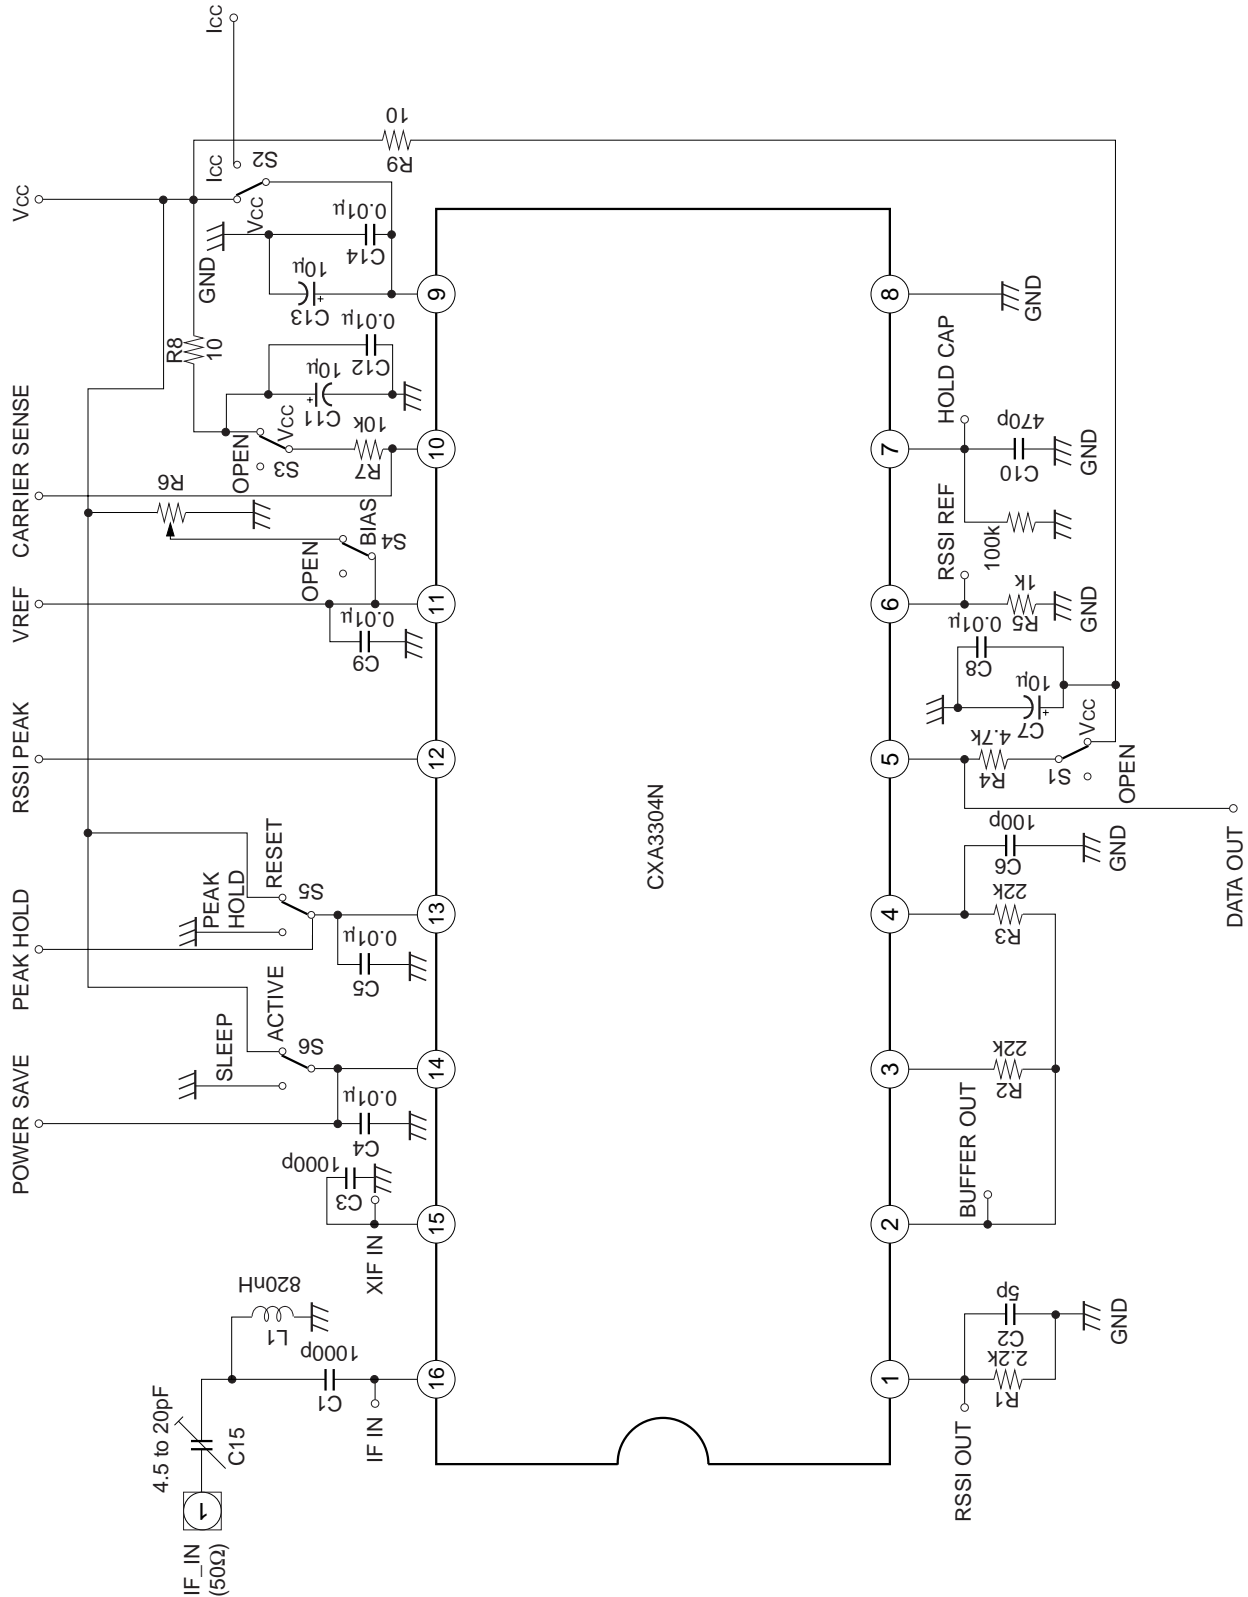 IF_IN
(50Ω)
1
4.5 to 20pF
C15
L1
820nH
C1
1000p
IF IN
16
XIF IN
C3
1000p
15
POWER SAVE
SLEEP
ACTIVE
S6
C4
0.01µ
14
PEAK HOLD
PEAK
HOLD
RESET
S5
C5
0.01µ
13
RSSI PEAK
12
VREF
OPEN
BIAS
S4
C9
0.01µ
11
CARRIER SENSE
R6
OPEN
VCC
S3
R7
10k
10
R8
10
C11
10µ
C12
0.01µ
VCC
GND
C13
10µ
C14
0.01µ
9
VCC
ICC
S2
ICC
R9
10
CXA3304N
1
RSSI OUT
R1
2.2k
C2
5p
GND
2
BUFFER OUT
3
R2
22k
4
R3
22k
C6
100p
GND
5
R4
4.7k
S1
VCC
OPEN
DATA OUT
C7
10µ
C8
0.01µ
6
RSSI REF
R5
1k
GND
7
HOLD CAP
100k
C10
470p
GND
8
GND